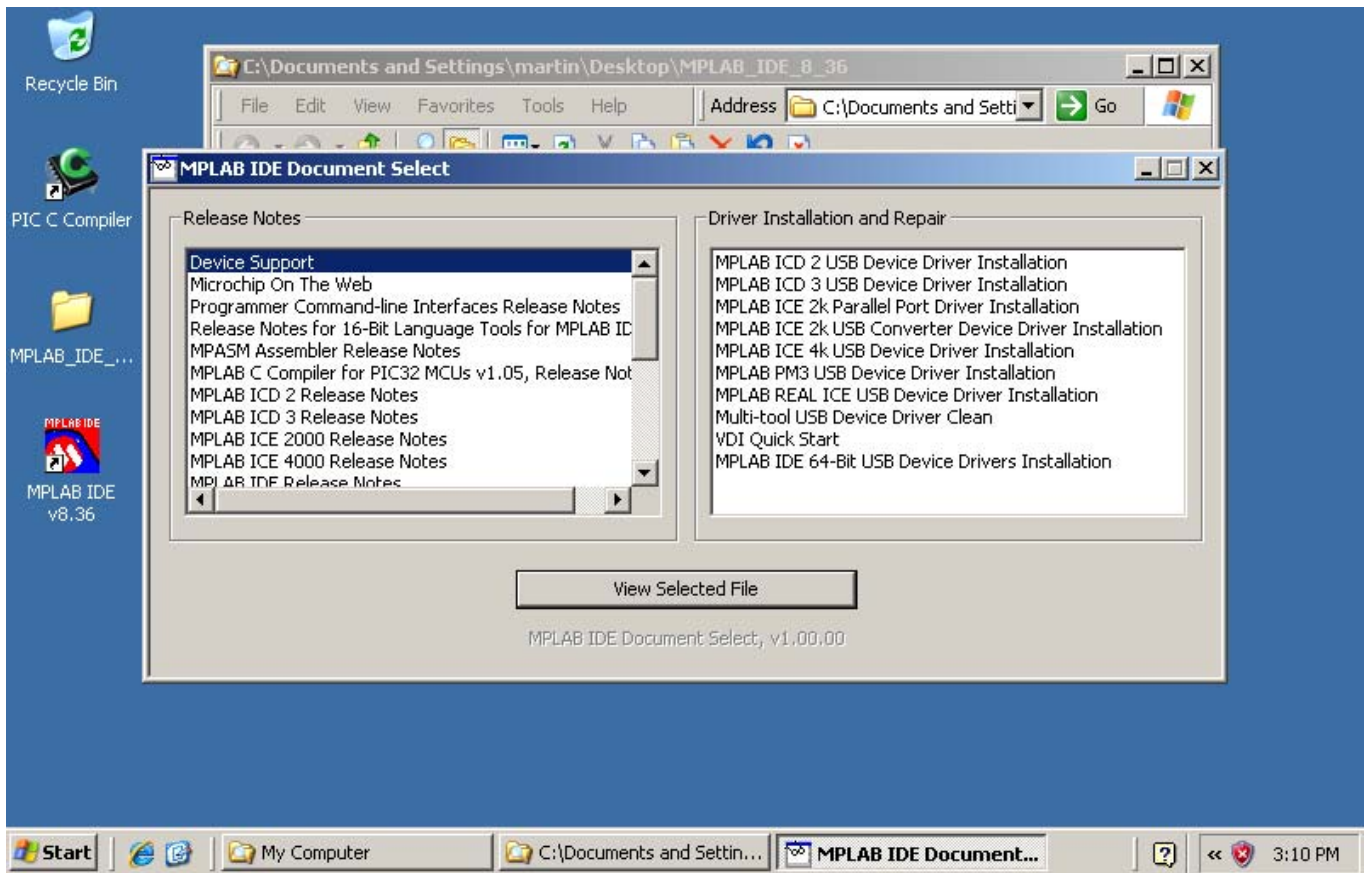 Recycle Bin
PIC C Compiler
MPLAB_IDE_...
MPLAB IDE
MPLAB IDE
v8.36
C:\Documents and Settings\martin\Desktop\MPLAB_IDE_8_36
File Edit View Favorites Tools Help Address C:\Documents and Setti Go
MPLAB IDE Document Select
Release Notes
Device Support
Microchip On The Web
Programmer Command-line Interfaces Release Notes
Release Notes for 16-Bit Language Tools for MPLAB ID
MPASM Assembler Release Notes
MPLAB C Compiler for PIC32 MCUs v1.05, Release Not
MPLAB ICD 2 Release Notes
MPLAB ICD 3 Release Notes
MPLAB ICE 2000 Release Notes
MPLAB ICE 4000 Release Notes
MPLAB IDE Release Notes
Driver Installation and Repair
MPLAB ICD 2 USB Device Driver Installation
MPLAB ICD 3 USB Device Driver Installation
MPLAB ICE 2k Parallel Port Driver Installation
MPLAB ICE 2k USB Converter Device Driver Installation
MPLAB ICE 4k USB Device Driver Installation
MPLAB PM3 USB Device Driver Installation
MPLAB REAL ICE USB Device Driver Installation
Multi-tool USB Device Driver Clean
VDI Quick Start
MPLAB IDE 64-Bit USB Device Drivers Installation
View Selected File
MPLAB IDE Document Select, v1.00.00
Start My Computer C:\Documents and Settin... MPLAB IDE Document... 3:10 PM